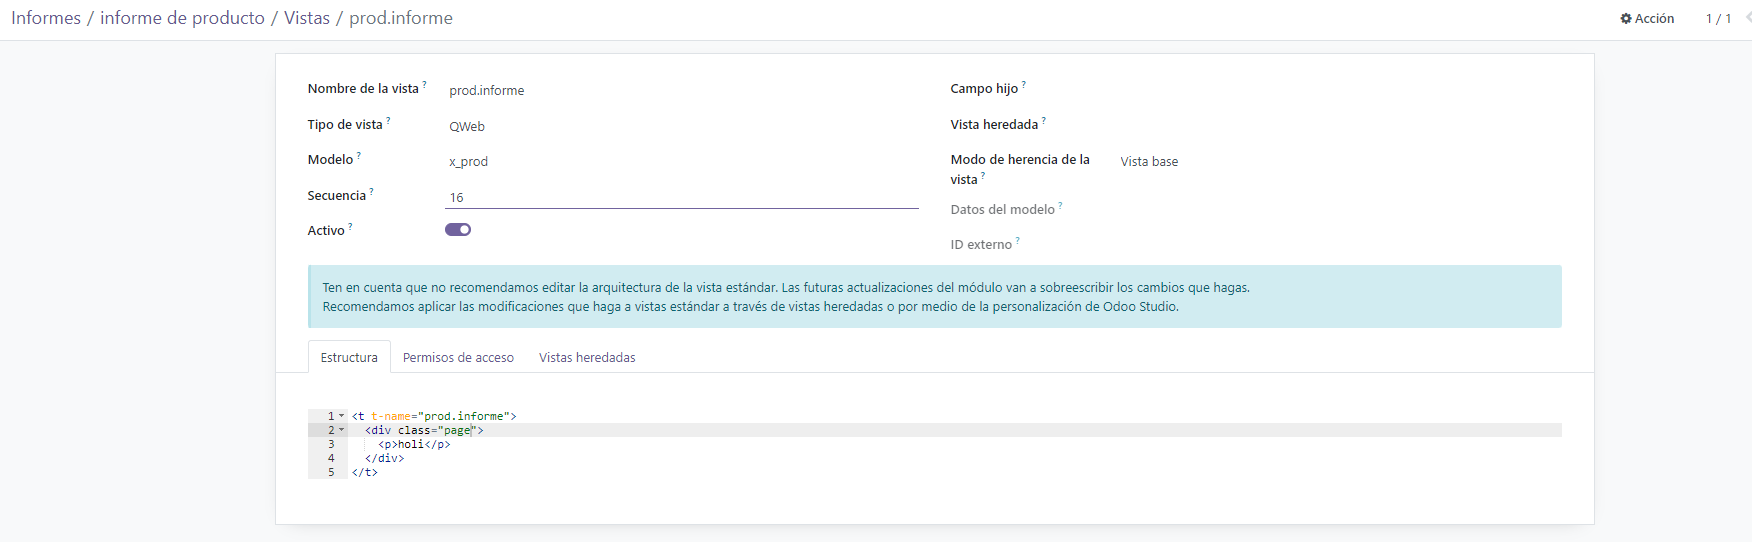 Informes / informe de producto / Vistas / prod.informe
Acción 1 / 1
Nombre de la vista ? prod.informe
Campo hijo ?
Tipo de vista ? QWeb
Vista heredada ?
Modelo ? x_prod
Modo de herencia de la vista ? Vista base
Secuencia ? 16
Datos del modelo ?
Activo ?
ID externo ?
Ten en cuenta que no recomendamos editar la arquitectura de la vista estándar. Las futuras actualizaciones del módulo van a sobreescribir los cambios que hagas.
Recomendamos aplicar las modificaciones que haga a vistas estándar a través de vistas heredadas o por medio de la personalización de Odoo Studio.
Estructura Permisos de acceso Vistas heredadas
1 <t t-name="prod.informe">
2 <div class="page">
3 <p>holi</p>
4 </div>
5 </t>